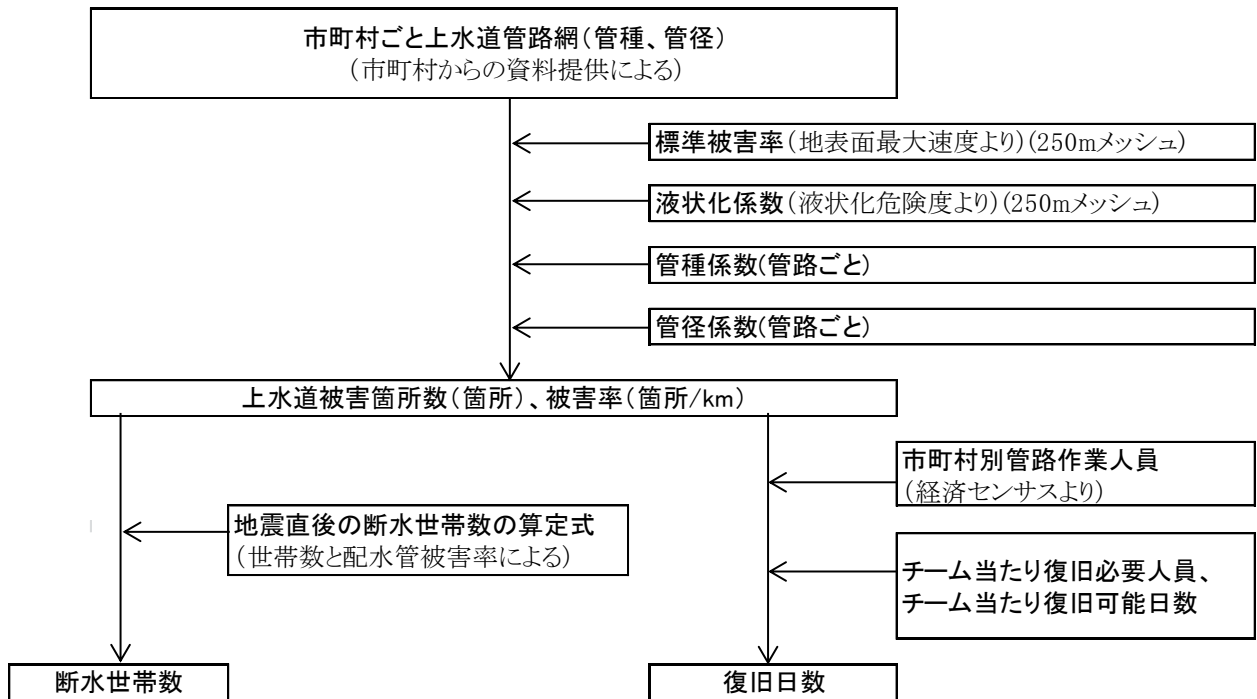 市町村ごと上水道管路網（管種、管径）
（市町村からの資料提供による）
標準被害率（地表面最大速度より）(250mメッシュ）
液状化係数（液状化危険度より）(250mメッシュ）
管種係数(管路ごと）
管径係数(管路ごと）
上水道被害箇所数（箇所）、被害率（箇所/km）
市町村別管路作業人員
（経済センサスより）
地震直後の断水世帯数の算定式
（世帯数と配水管被害率による）
チーム当たり復旧必要人員、
チーム当たり復旧可能日数
断水世帯数
復旧日数